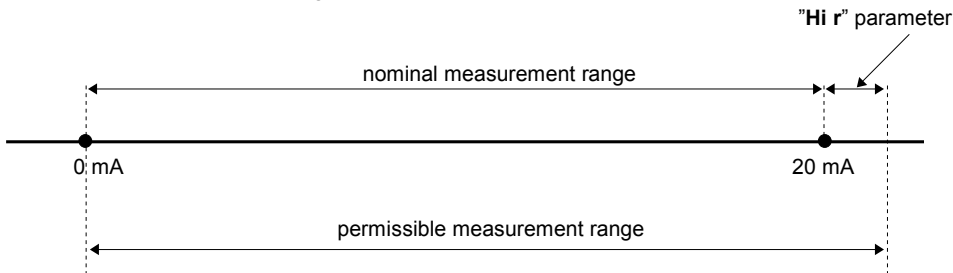 "Hi r" parameter
nominal measurement range
0 mA
20 mA
permissible measurement range